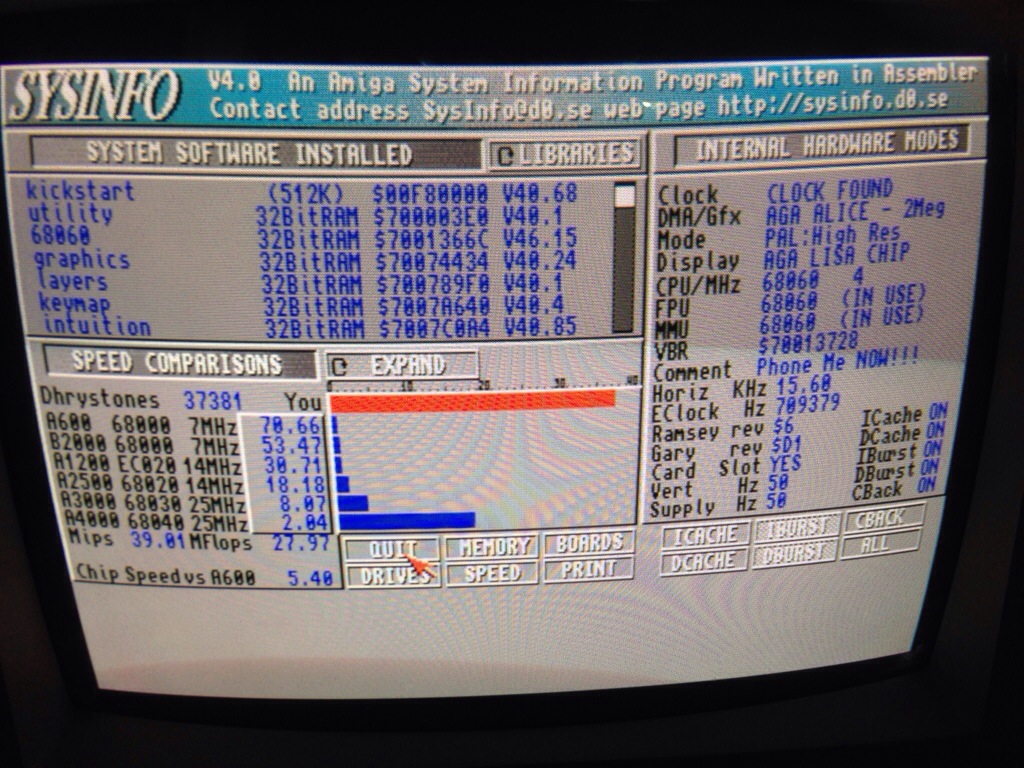 SYSINFO V4.0 An Amiga System Information Program Written in Assembler
Contact address SysInfo@d0.se web page http://sysinfo.d0.se
SYSTEM SOFTWARE INSTALLED LIBRARIES
kickstart (512K) $00F80000 V40.68
utility 32BitRAM $700003E0 V40.1
68060 32BitRAM $7001366C V46.15
graphics 32BitRAM $70074434 V40.24
layers 32BitRAM $700789F0 V40.1
keymap 32BitRAM $7007A640 V40.4
intuition 32BitRAM $7007C0A4 V40.85
SPEED COMPARISONS EXPAND
10 20 30 40
Dhrystones 37381 You
A600 68000 7MHz 70.66
B2000 68000 7MHz 53.47
A1200 EC020 14MHz 30.71
A2500 68020 14MHz 18.18
A3000 68030 25MHz 8.07
A4000 68040 25MHz 2.04
Mips 39.01 MFlops 27.97
Chip Speed vs A600 5.40
QUIT MEMORY BOARDS
DRIVES SPEED PRINT
INTERNAL HARDWARE MODES
Clock CLOCK FOUND
DMA/Gfx AGA ALICE - 2Meg
Mode PAL:High Res
Display AGA LISA CHIP
CPU/MHz 68060 4
FPU 68060 (IN USE)
MMU 68060 (IN USE)
VBR $70013728
Comment Phone Me NOW!!!
Horiz KHz 15.60
EClock Hz 709379
Ramsey rev $6 ICache ON
Gary rev $D1 DCache ON
Card Slot YES IBurst ON
Vert Hz 50 DBurst ON
Supply Hz 50 CBack ON
ICACHE IBURST CBACK
DCACHE DBURST ALL